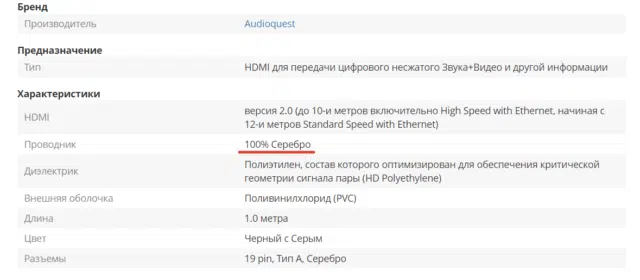 Бренд
Производитель Audioquest
Предназначение
Тип HDMI для передачи цифрового несжатого Звука+Видео и другой информации
Характеристики
HDMI версия 2.0 (до 10-и метров включительно High Speed with Ethernet, начиная с
12-и метров Standard Speed with Ethernet)
Проводник 100% Серебро
Диэлектрик Полиэтилен, состав которого оптимизирован для обеспечения критической
геометрии сигнала пары (HD Polyethylene)
Внешняя оболочка Поливинилхлорид (PVC)
Длина 1.0 метра
Цвет Черный с Серым
Разъемы 19 pin, Тип А, Серебро